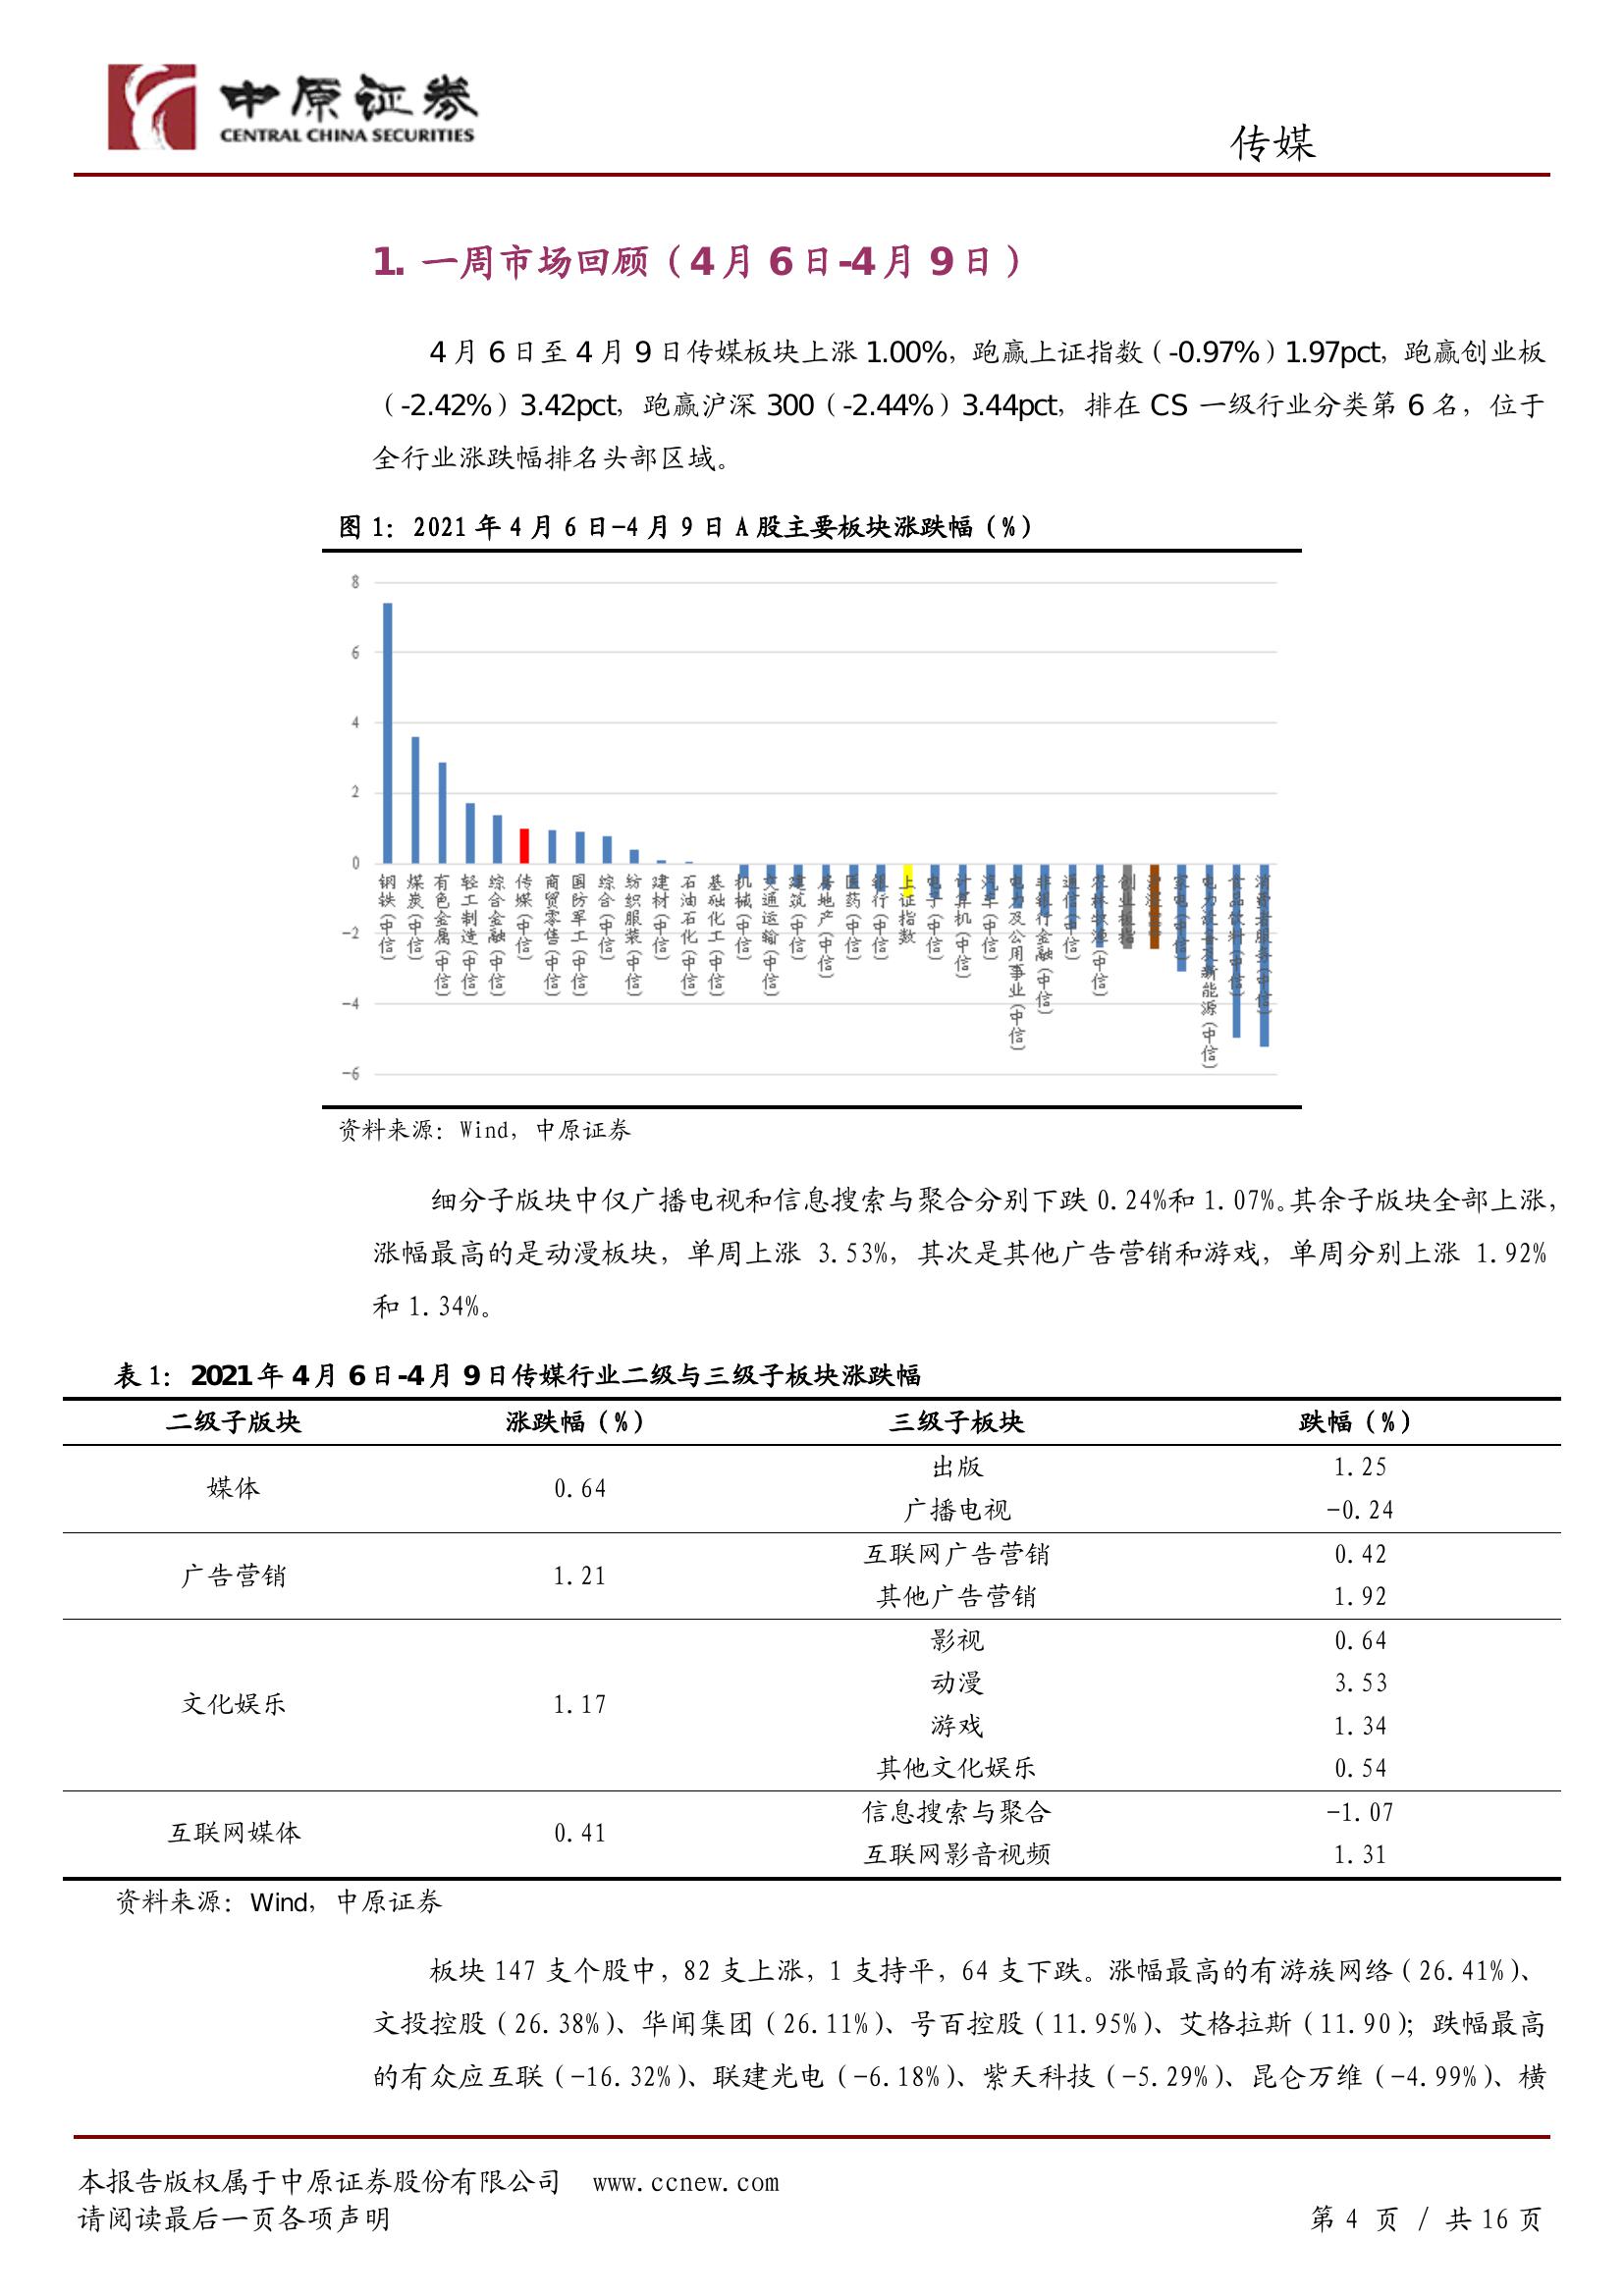 中原证券
CENTRAL CHINA SECURITIES
传媒
1. 一周市场回顾（4月6日-4月9日）
4月6日至4月9日传媒板块上涨1.00%，跑赢上证指数（-0.97%）1.97pct，跑赢创业板
（-2.42%）3.42pct，跑赢沪深300（-2.44%）3.44pct，排在CS一级行业分类第6名，位于
全行业涨跌幅排名头部区域。
图1：2021年4月6日-4月9日A股主要板块涨跌幅（%）
8
6
4
2
0
-2
-4
-6
钢铁(中信)
煤炭(中信)
有色金属(中信)
轻工制造(中信)
综合金融(中信)
传媒(中信)
商贸零售(中信)
国防军工(中信)
综合(中信)
纺织服装(中信)
建材(中信)
石油石化(中信)
基础化工(中信)
机械(中信)
交通运输(中信)
建筑(中信)
房地产(中信)
医药(中信)
银行(中信)
上证指数
电子(中信)
计算机(中信)
汽车(中信)
电力及公用事业(中信)
非银行金融(中信)
通信(中信)
农林牧渔(中信)
创业板指
家电(中信)
电力设备及新能源(中信)
食品饮料(中信)
消费者服务(中信)
资料来源：Wind，中原证券
细分子版块中仅广播电视和信息搜索与聚合分别下跌0.24%和1.07%。其余子版块全部上涨，
涨幅最高的是动漫板块，单周上涨3.53%，其次是其他广告营销和游戏，单周分别上涨1.92%
和1.34%。
表1：2021年4月6日-4月9日传媒行业二级与三级子板块涨跌幅
二级子版块 涨跌幅（%） 三级子板块 跌幅（%）
媒体 0.64 出版 1.25
广播电视 -0.24
广告营销 1.21 互联网广告营销 0.42
其他广告营销 1.92
文化娱乐 1.17 影视 0.64
动漫 3.53
游戏 1.34
其他文化娱乐 0.54
互联网媒体 0.41 信息搜索与聚合 -1.07
互联网影音视频 1.31
资料来源：Wind，中原证券
板块147支个股中，82支上涨，1支持平，64支下跌。涨幅最高的有游族网络（26.41%）、
文投控股（26.38%）、华闻集团（26.11%）、号百控股（11.95%）、艾格拉斯（11.90）；跌幅最高
的有众应互联（-16.32%）、联建光电（-6.18%）、紫天科技（-5.29%）、昆仑万维（-4.99%）、横
本报告版权属于中原证券股份有限公司 www.ccnew.com
请阅读最后一页各项声明 第4页 / 共16页